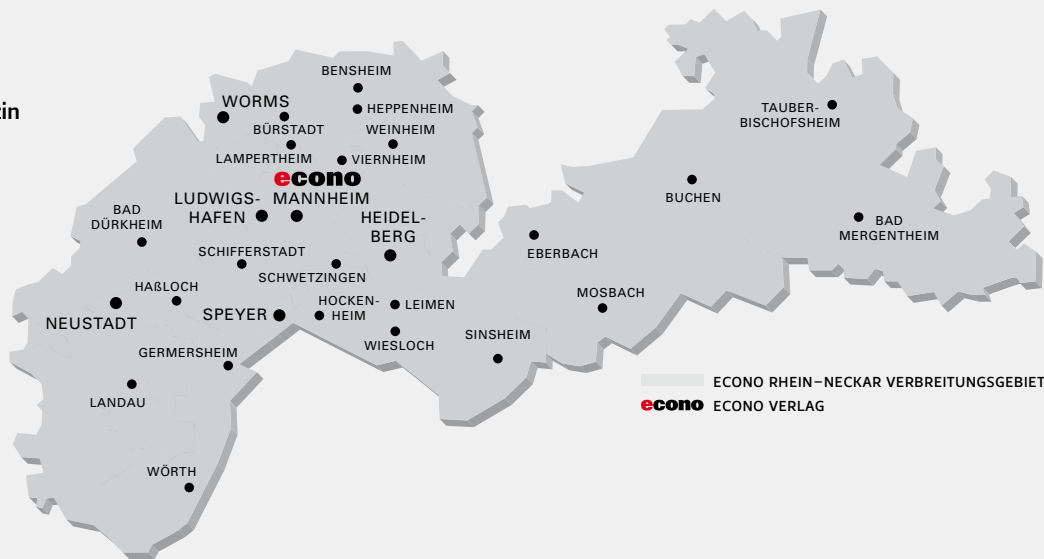 zin
BENSHEIM
WORMS
HEPPENHEIM
BÜRSTADT
WEINHEIM
LAMPERTHEIM
VIERNHEIM
econo
LUDWIGS-
HAFEN
MANNHEIM
BAD
DÜRKHEIM
HEIDEL-
BERG
SCHIFFERSTADT
SCHWETZINGEN
HAßLOCH
HOCKEN-
HEIM
LEIMEN
NEUSTADT
SPEYER
WIESLOCH
GERMERSHEIM
LANDAU
WÖRTH
SINSHEIM
MOSBACH
EBERBACH
BUCHEN
TAUBER-
BISCHOFSHEIM
BAD
MERGENTHEIM
ECONO RHEIN–NECKAR VERBREITUNGSGEBIET
econo ECONO VERLAG